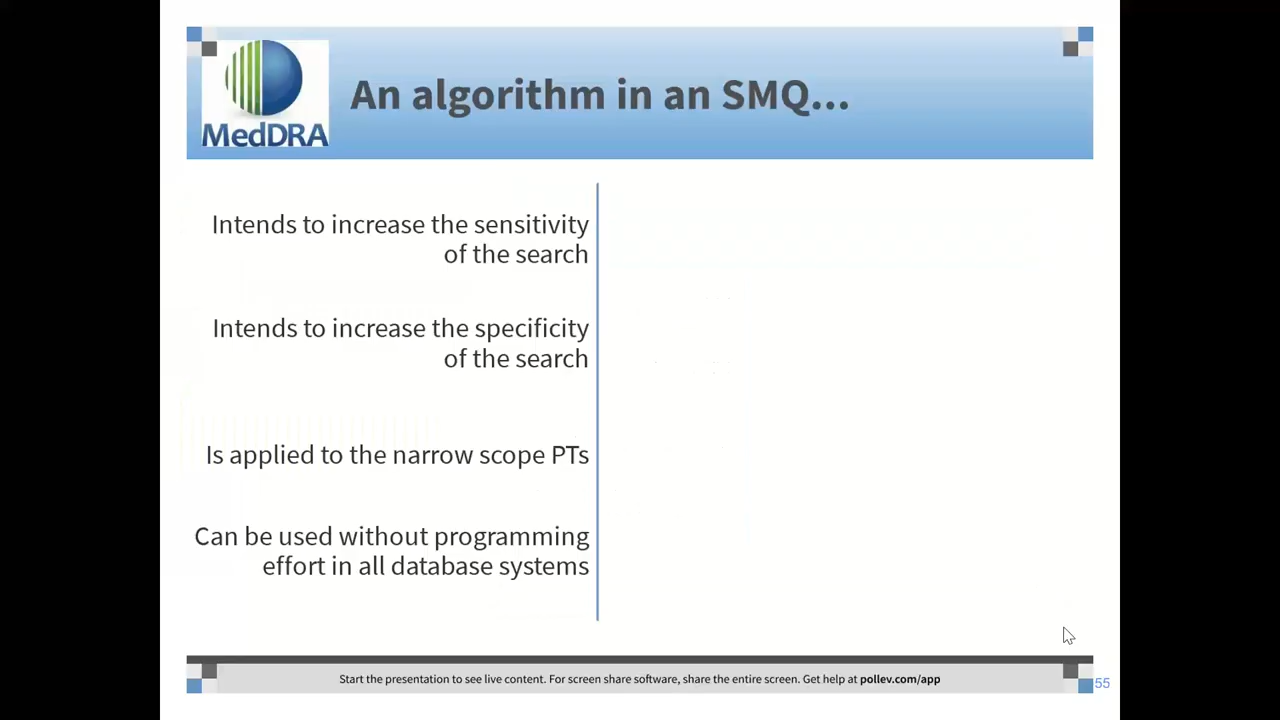 MedDRA
An algorithm in an SMQ...
Intends to increase the sensitivity
of the search
Intends to increase the specificity
of the search
Is applied to the narrow scope PTs
Can be used without programming
effort in all database systems
Start the presentation to see live content. For screen share software, share the entire screen. Get help at pollev.com/app
55